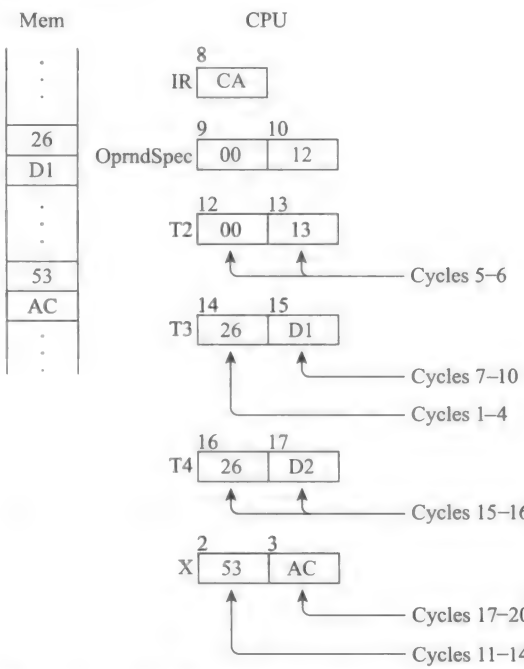 Mem
CPU
8
IR CA
26
D1
9 10
OprndSpec 00 12
12 13
T2 00 13
Cycles 5–6
53
AC
14 15
T3 26 D1
Cycles 7–10
Cycles 1–4
16 17
T4 26 D2
Cycles 15–16
2 3
X 53 AC
Cycles 17–20
Cycles 11–14